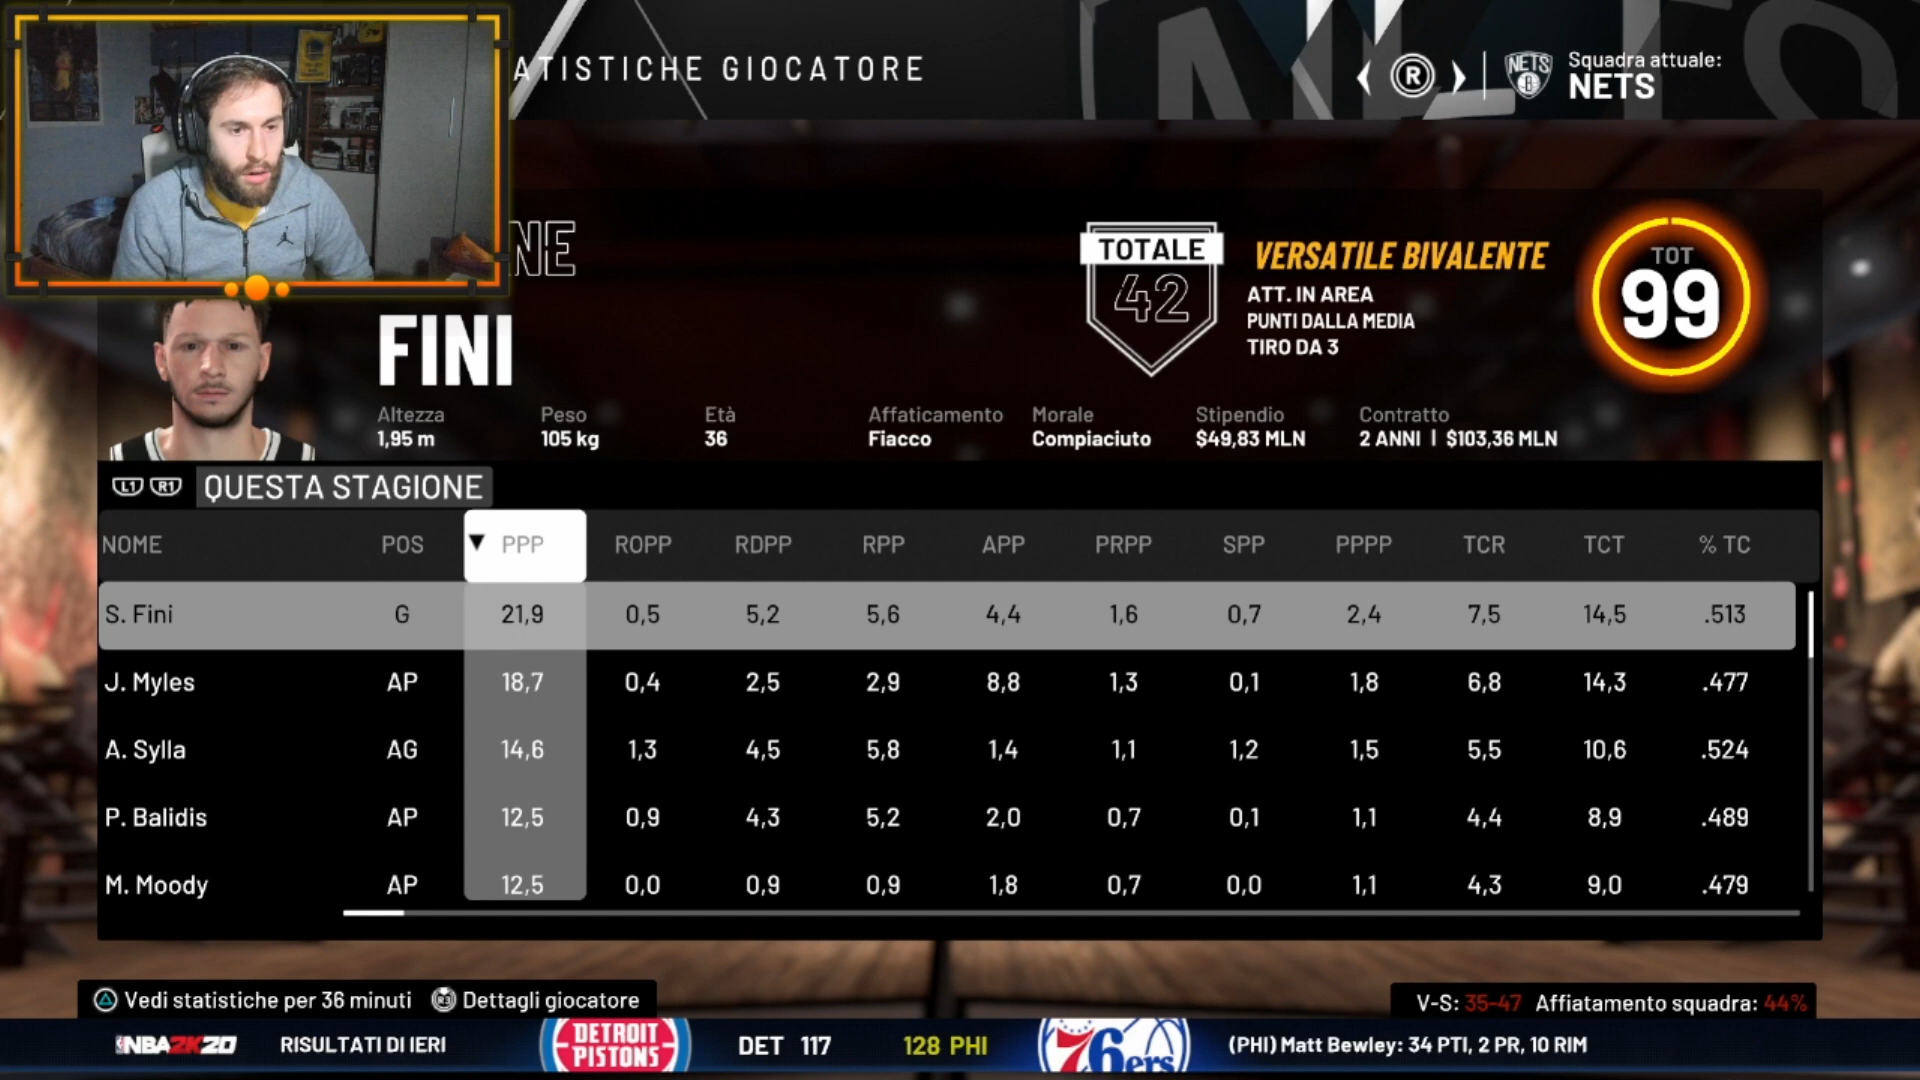 ATISTICHE GIOCATORE
R
NETS
B
Squadra attuale:
NETS
NE
FINI
TOTALE
42
VERSATILE BIVALENTE
ATT. IN AREA
PUNTI DALLA MEDIA
TIRO DA 3
TOT
99
Altezza Peso Età Affaticamento Morale Stipendio Contratto
1,95 m 105 kg 36 Fiacco Compiaciuto $49,83 MLN 2 ANNI | $103,36 MLN
L1 R1 QUESTA STAGIONE
NOME POS PPP ROPP RDPP RPP APP PRPP SPP PPPP TCR TCT % TC
S. Fini G 21,9 0,5 5,2 5,6 4,4 1,6 0,7 2,4 7,5 14,5 .513
J. Myles AP 18,7 0,4 2,5 2,9 8,8 1,3 0,1 1,8 6,8 14,3 .477
A. Sylla AG 14,6 1,3 4,5 5,8 1,4 1,1 1,2 1,5 5,5 10,6 .524
P. Balidis AP 12,5 0,9 4,3 5,2 2,0 0,7 0,1 1,1 4,4 8,9 .489
M. Moody AP 12,5 0,0 0,9 0,9 1,8 0,7 0,0 1,1 4,3 9,0 .479
Vedi statistiche per 36 minuti R3 Dettagli giocatore
V-S: 35-47 Affiatamento squadra: 44%
NBA2K20 RISULTATI DI IERI DETROIT PISTONS DET 117 128 PHI 76ers (PHI) Matt Bewley: 34 PTI, 2 PR, 10 RIM